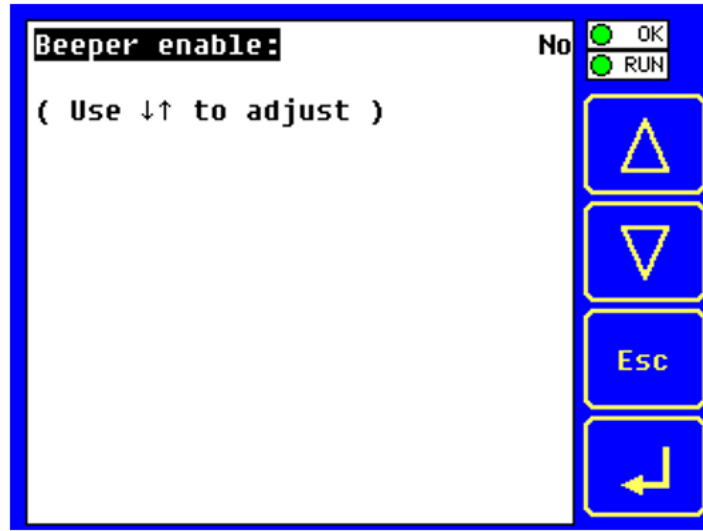 Beeper enable: No
( Use ↓↑ to adjust )
OK
RUN
Esc